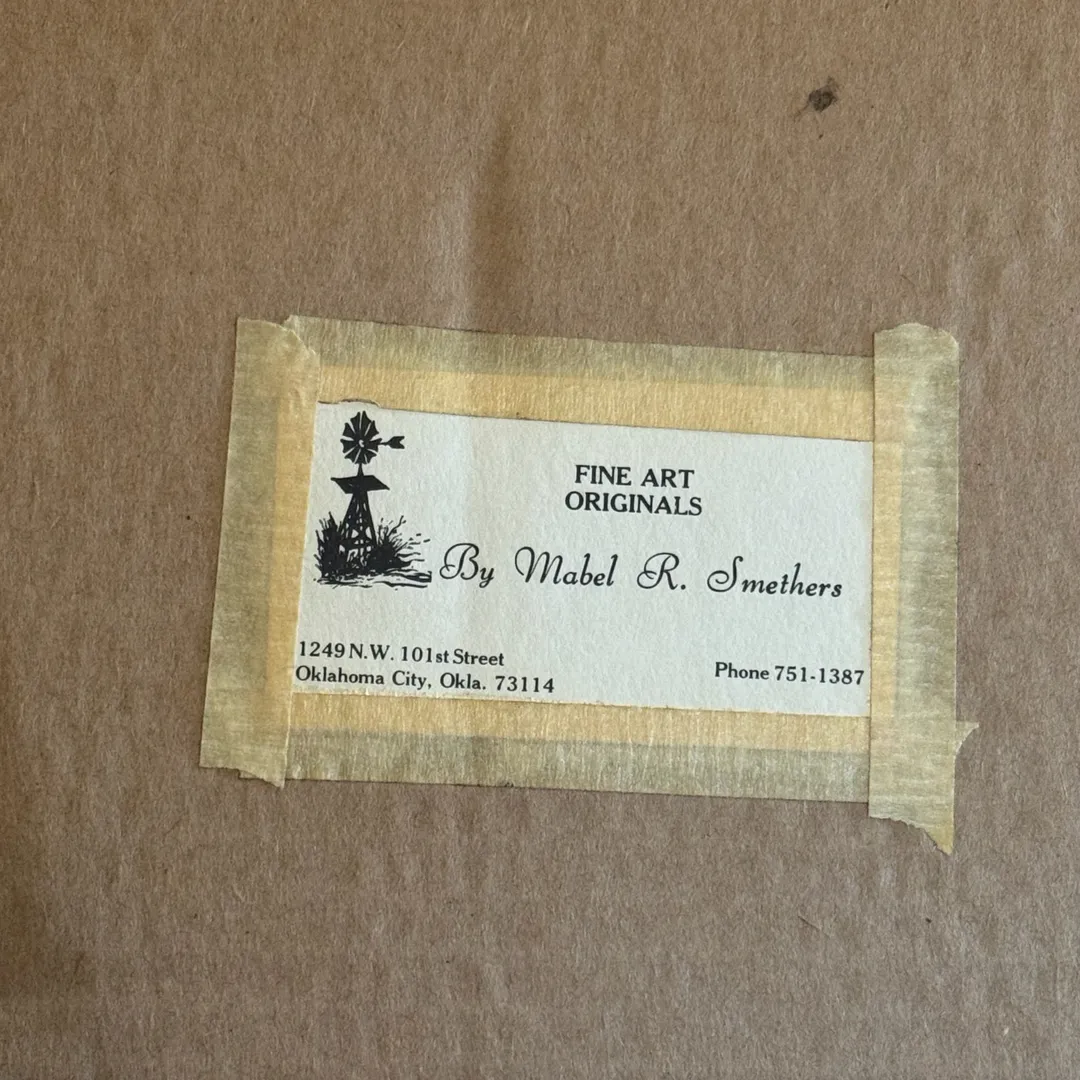 FINE ART
ORIGINALS
By Mabel R. Smethers
1249 N.W. 101st Street
Oklahoma City, Okla. 73114
Phone 751-1387